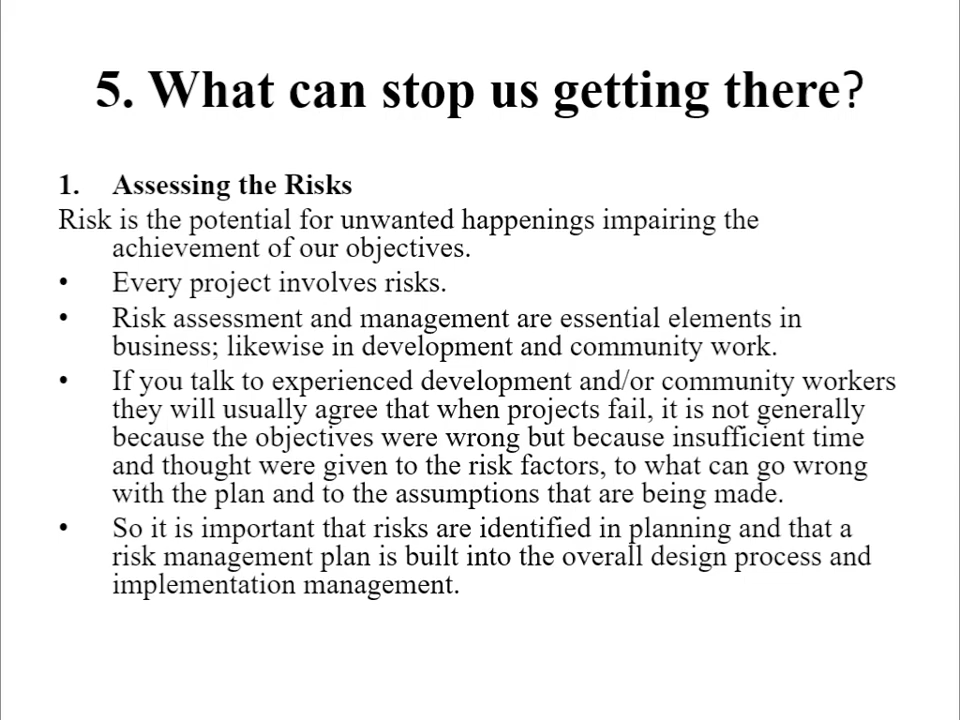 5. What can stop us getting there?
1. Assessing the Risks
Risk is the potential for unwanted happenings impairing the
achievement of our objectives.
• Every project involves risks.
• Risk assessment and management are essential elements in
business; likewise in development and community work.
• If you talk to experienced development and/or community workers
they will usually agree that when projects fail, it is not generally
because the objectives were wrong but because insufficient time
and thought were given to the risk factors, to what can go wrong
with the plan and to the assumptions that are being made.
• So it is important that risks are identified in planning and that a
risk management plan is built into the overall design process and
implementation management.